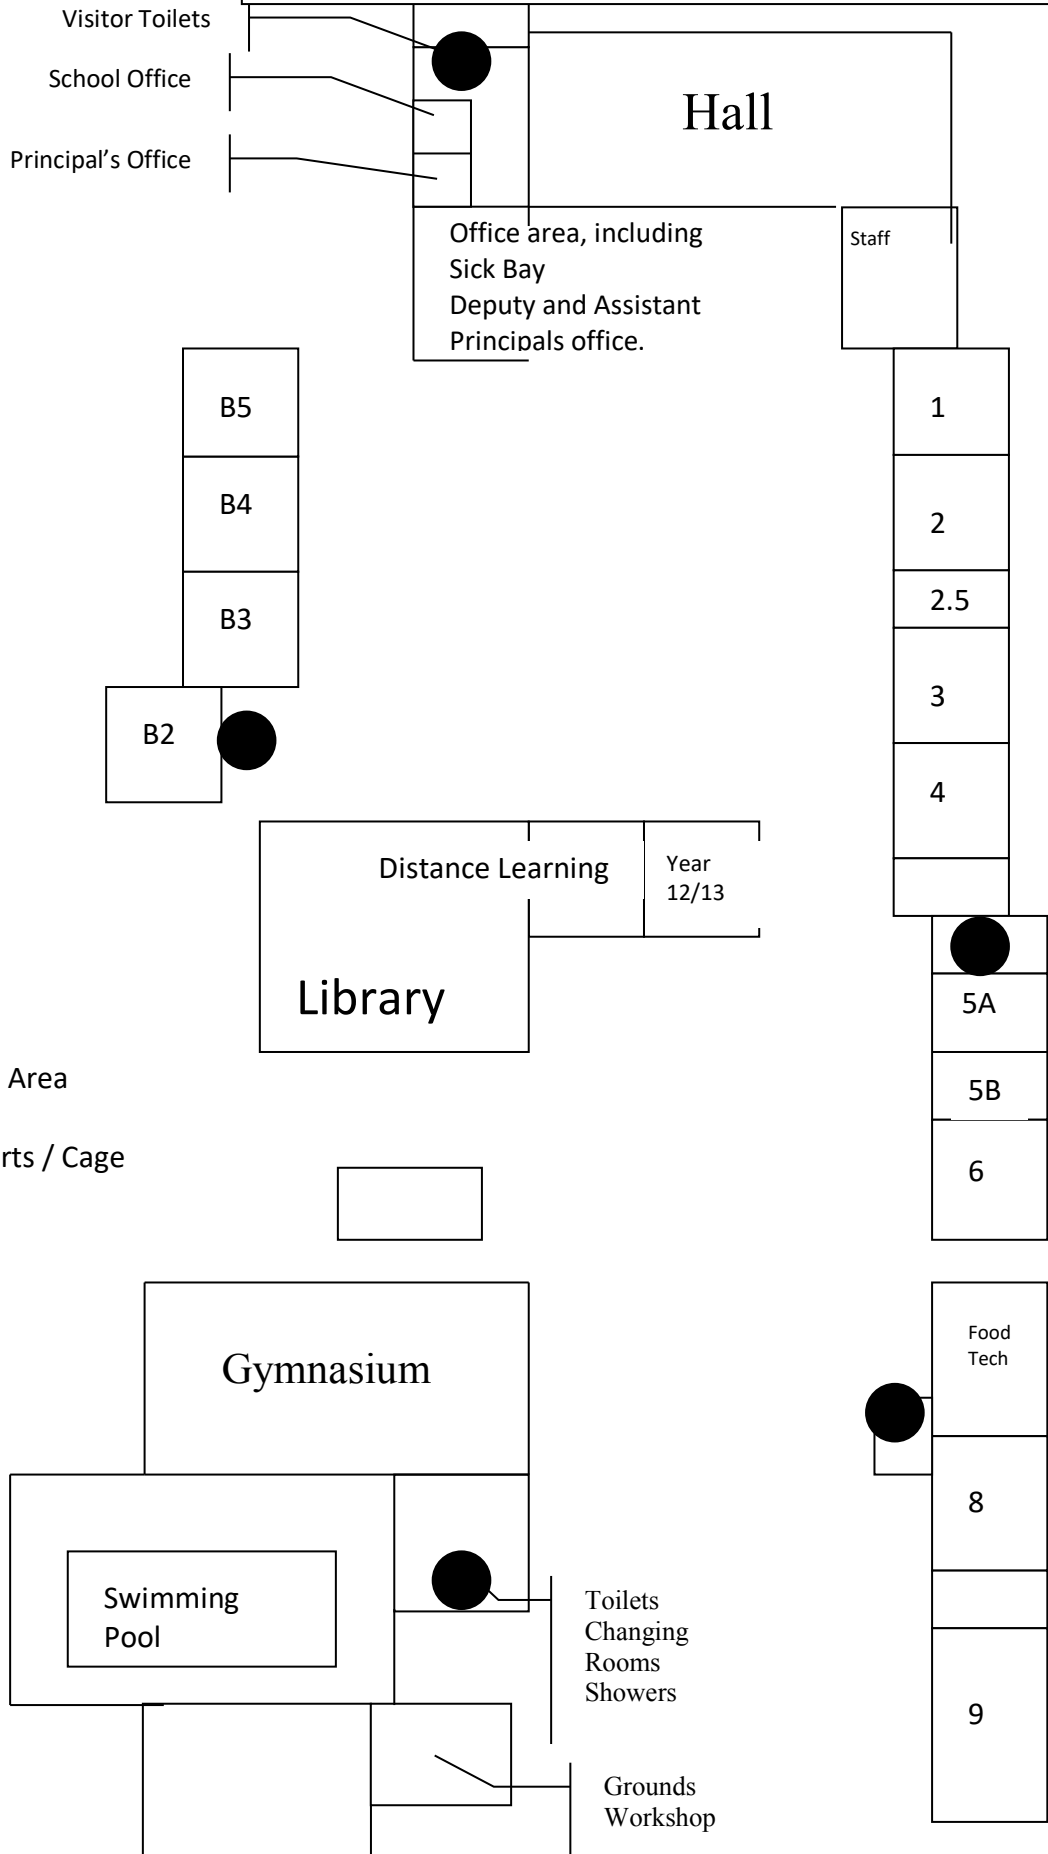 Visitor Toilets
School Office
Principal’s Office
Hall
Office area, including
Sick Bay
Deputy and Assistant
Principals office.
Staff
B5
B4
B3
B2
1
2
2.5
3
4
Distance Learning
Year
12/13
Library
5A
5B
6
Area
rts / Cage
Gymnasium
Food
Tech
8
9
Swimming
Pool
Toilets
Changing
Rooms
Showers
Grounds
Workshop